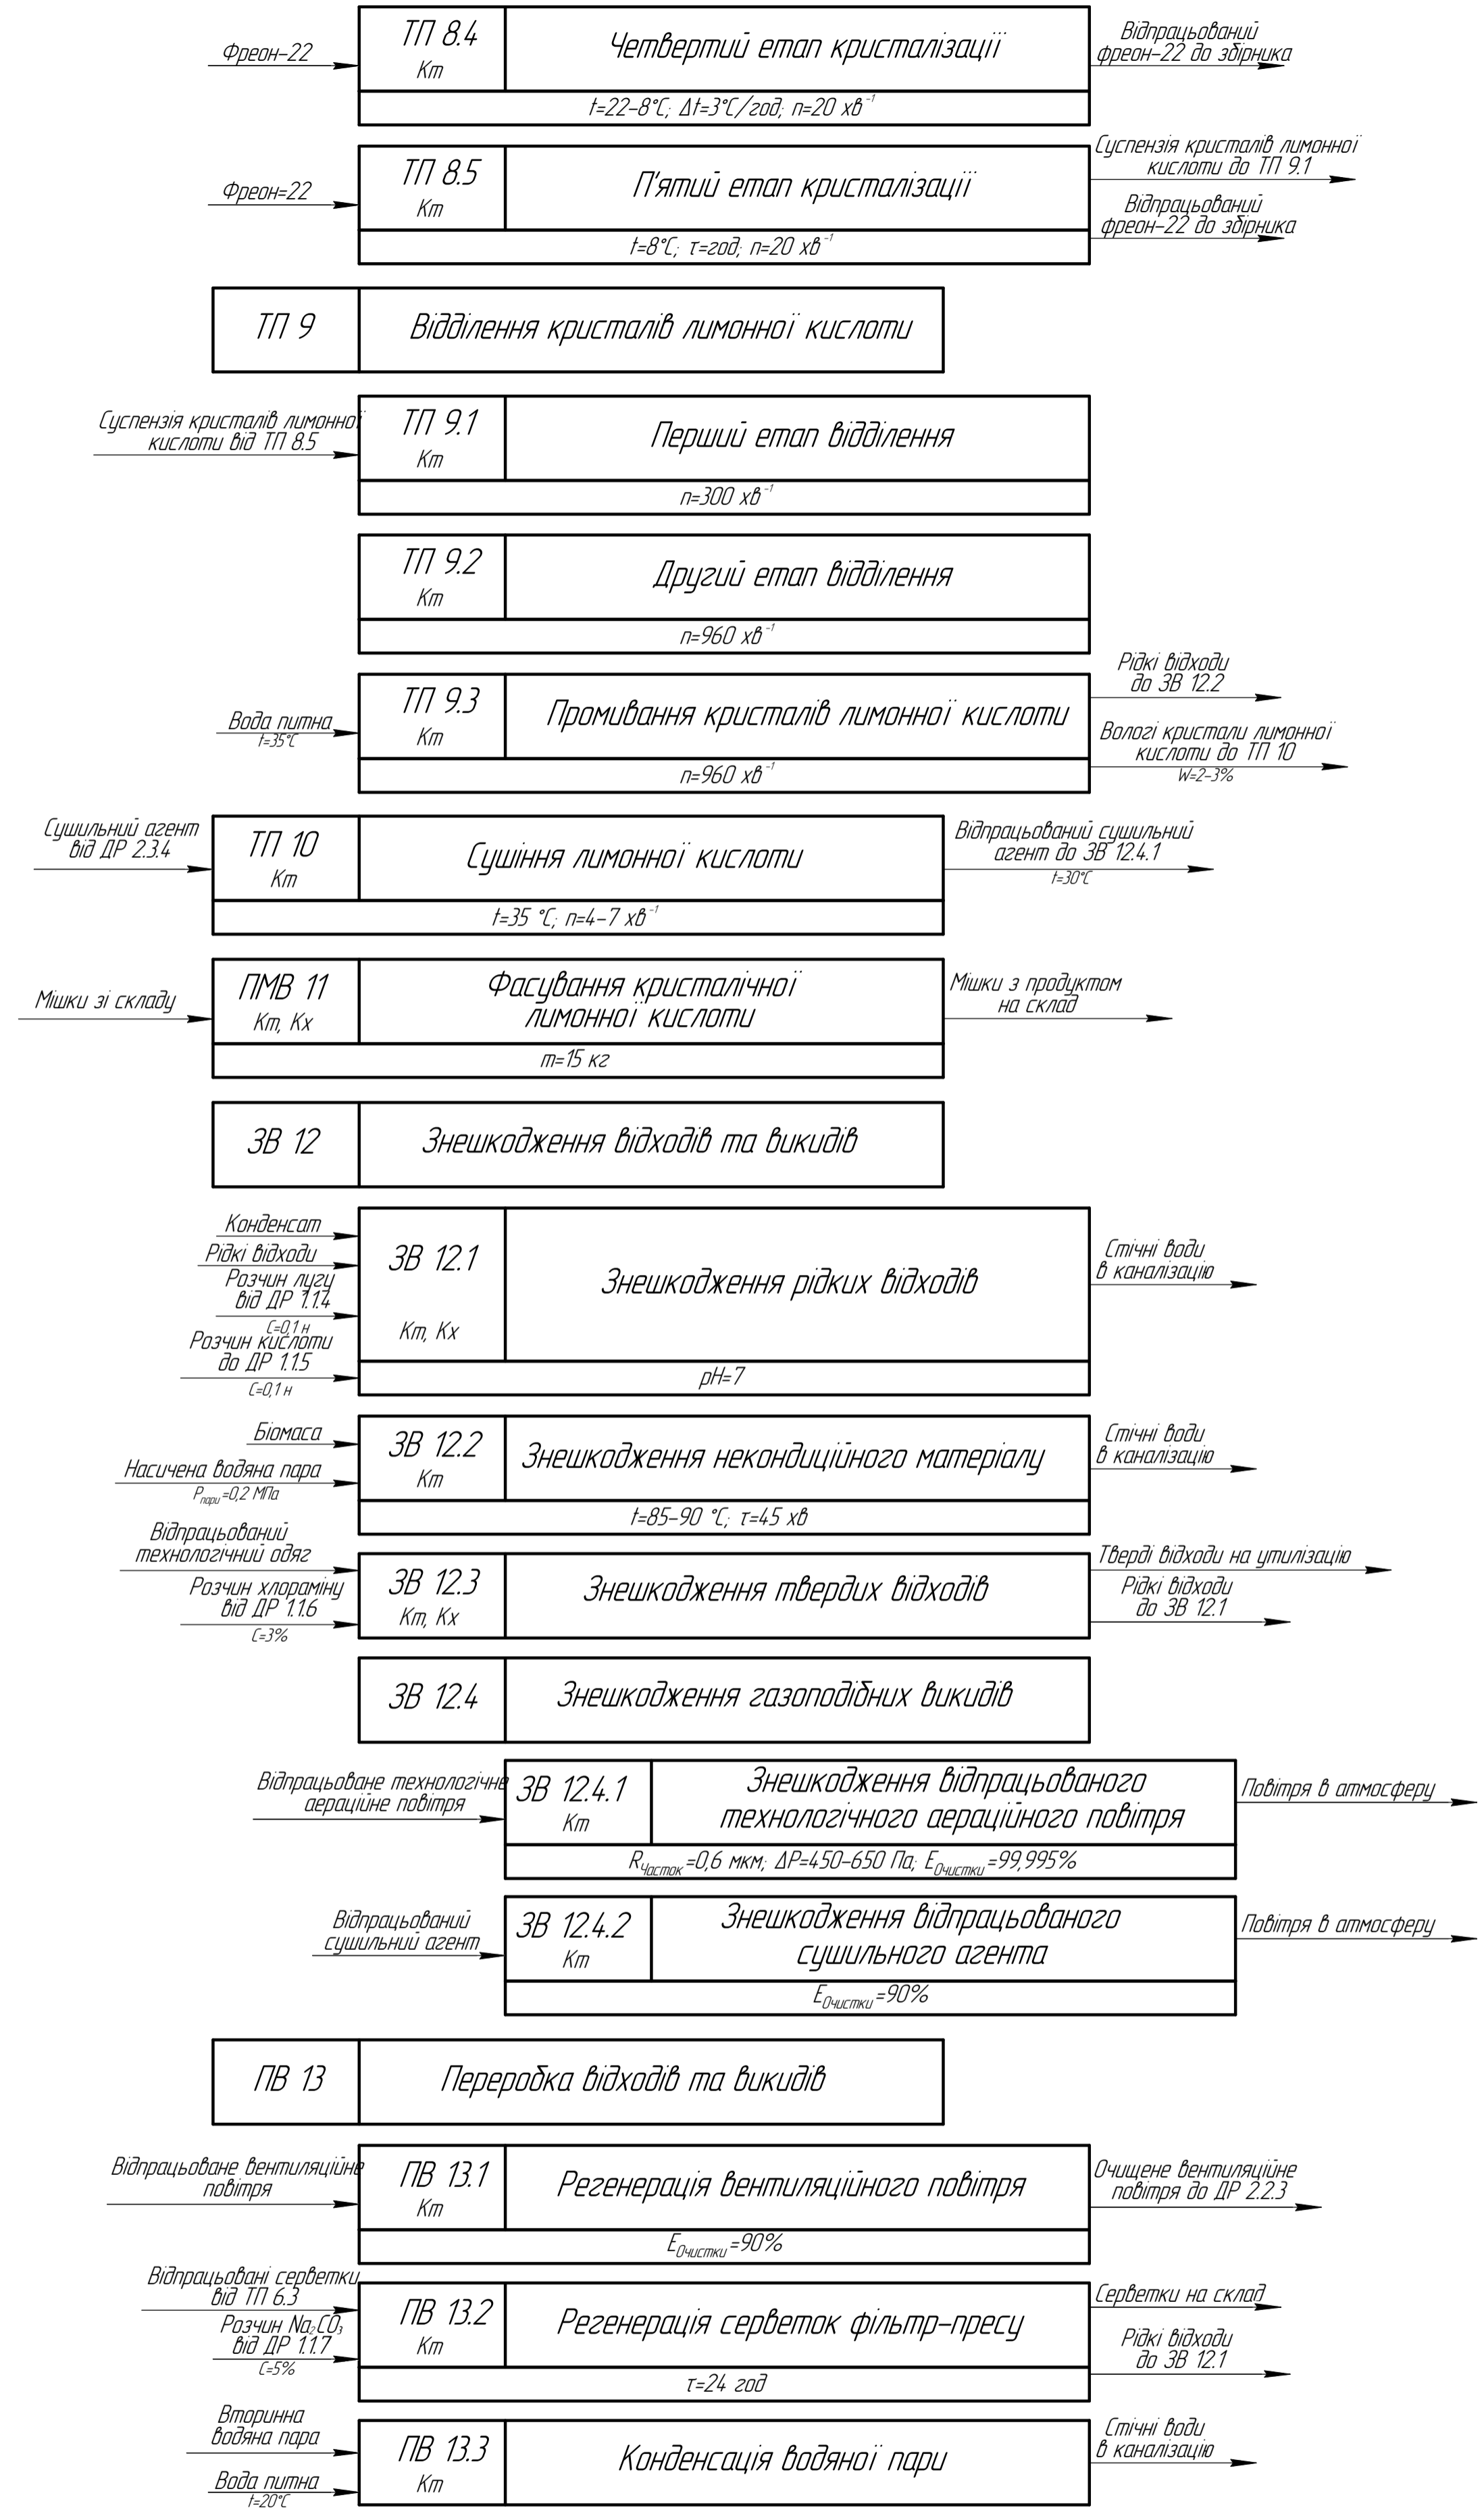 Фреон-22
ТП 8.4
Кт
Четвертий етап кристалізації
Відпрацьований
фреон-22 до збірника
t=22-8°С; Δt=3°С/год; n=20 хв⁻¹
Фреон=22
ТП 8.5
Кт
П'ятий етап кристалізації
Суспензія кристалів лимонної
кислоти до ТП 9.1
Відпрацьований
фреон-22 до збірника
t=8°С; τ=год; n=20 хв⁻¹
ТП 9
Відділення кристалів лимонної кислоти
Суспензія кристалів лимонної
кислоти від ТП 8.5
ТП 9.1
Кт
Перший етап відділення
n=300 хв⁻¹
ТП 9.2
Кт
Другий етап відділення
n=960 хв⁻¹
Вода питна
t=35°С
ТП 9.3
Кт
Промивання кристалів лимонної кислоти
Рідкі відходи
до ЗВ 12.2
Вологі кристали лимонної
кислоти до ТП 10
W=2-3%
n=960 хв⁻¹
Сушильний агент
від ДР 2.3.4
ТП 10
Кт
Сушіння лимонної кислоти
Відпрацьований сушильний
агент до ЗВ 12.4.1
t=30°С
t=35 °С; n=4-7 хв⁻¹
Мішки зі складу
ПМВ 11
Кт, Кх
Фасування кристалічної
лимонної кислоти
Мішки з продуктом
на склад
m=15 кг
ЗВ 12
Знешкодження відходів та викидів
Конденсат
Рідкі відходи
Розчин лугу
від ДР 1.1.4
С=0,1 н
Розчин кислоти
до ДР 1.1.5
С=0,1 н
ЗВ 12.1
Кт, Кх
Знешкодження рідких відходів
Стічні води
в каналізацію
рН=7
Біомаса
Насичена водяна пара
Рпари=0,2 МПа
ЗВ 12.2
Кт
Знешкодження некондиційного матеріалу
Стічні води
в каналізацію
t=85-90 °С; τ=45 хв
Відпрацьований
технологічний одяг
Розчин хлораміну
від ДР 1.1.6
С=3%
ЗВ 12.3
Кт, Кх
Знешкодження твердих відходів
Тверді відходи на утилізацію
Рідкі відходи
до ЗВ 12.1
ЗВ 12.4
Знешкодження газоподібних викидів
Відпрацьоване технологічне
аераційне повітря
ЗВ 12.4.1
Кт
Знешкодження відпрацьованого
технологічного аераційного повітря
Повітря в атмосферу
RЧасток=0,6 мкм; ΔP=450-650 Па; EОчистки=99,995%
Відпрацьований
сушильний агент
ЗВ 12.4.2
Кт
Знешкодження відпрацьованого
сушильного агента
Повітря в атмосферу
EОчистки=90%
ПВ 13
Переробка відходів та викидів
Відпрацьоване вентиляційне
повітря
ПВ 13.1
Кт
Регенерація вентиляційного повітря
Очищене вентиляційне
повітря до ДР 2.2.3
EОчистки=90%
Відпрацьовані серветки
від ТП 6.3
Розчин Na₂CO₃
від ДР 1.1.7
С=5%
ПВ 13.2
Кт
Регенерація серветок фільтр-пресу
Серветки на склад
Рідкі відходи
до ЗВ 12.1
τ=24 год
Вторинна
водяна пара
Вода питна
t=20°С
ПВ 13.3
Кт
Конденсація водяної пари
Стічні води
в каналізацію